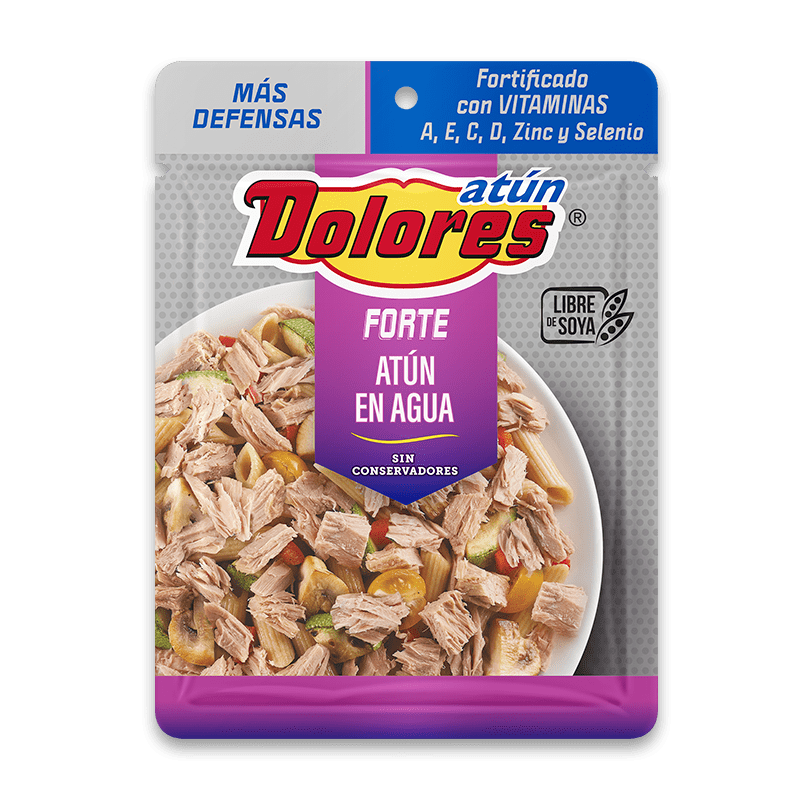 MÁS
DEFENSAS
Fortificado
con VITAMINAS
A, E, C, D, Zinc y Selenio
atún
Dolores®
LIBRE
DE SOYA
FORTE
ATÚN
EN AGUA
SIN
CONSERVADORES